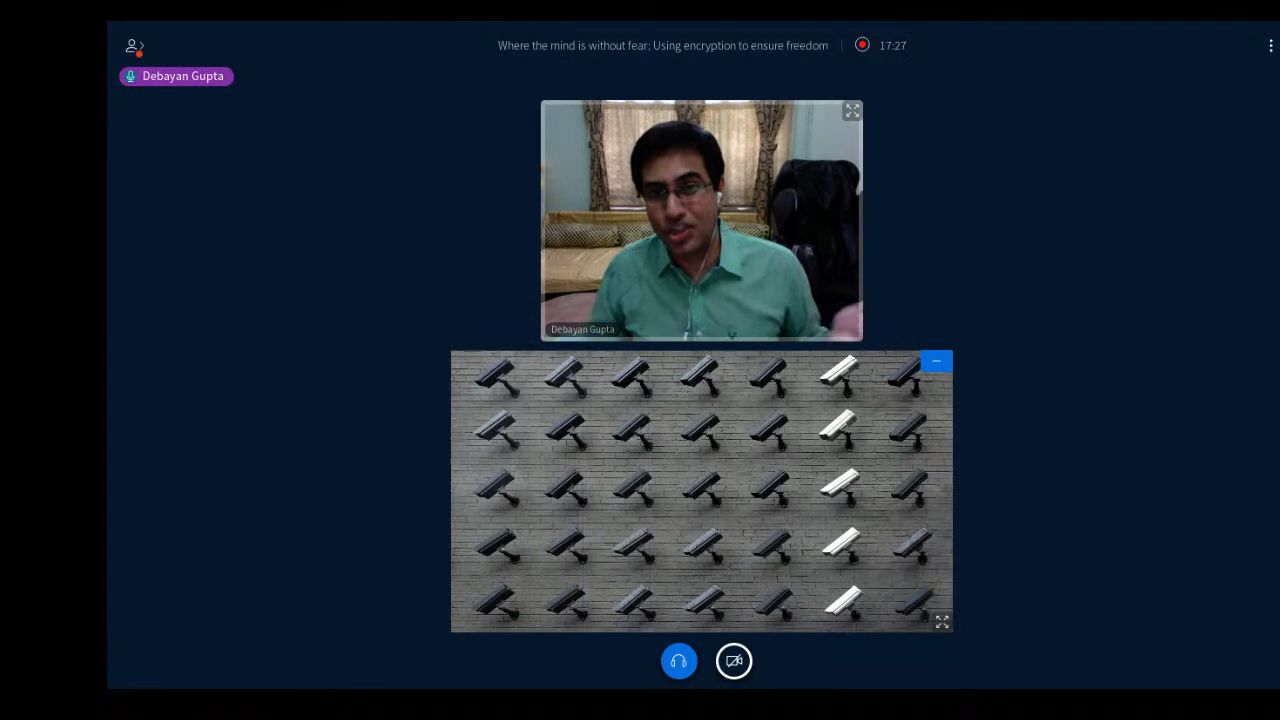 Where the mind is without fear: Using encryption to ensure freedom
17:27
Debayan Gupta
Debayan Gupta